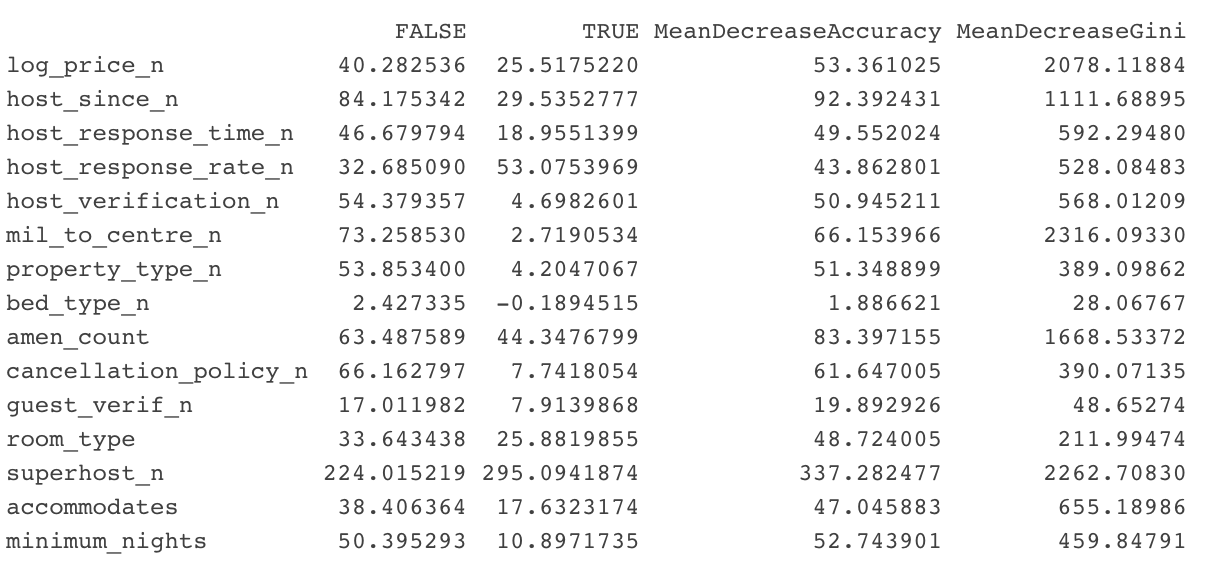 FALSE TRUE MeanDecreaseAccuracy MeanDecreaseGini
log_price_n 40.282536 25.5175220 53.361025 2078.11884
host_since_n 84.175342 29.5352777 92.392431 1111.68895
host_response_time_n 46.679794 18.9551399 49.552024 592.29480
host_response_rate_n 32.685090 53.0753969 43.862801 528.08483
host_verification_n 54.379357 4.6982601 50.945211 568.01209
mil_to_centre_n 73.258530 2.7190534 66.153966 2316.09330
property_type_n 53.853400 4.2047067 51.348899 389.09862
bed_type_n 2.427335 -0.1894515 1.886621 28.06767
amen_count 63.487589 44.3476799 83.397155 1668.53372
cancellation_policy_n 66.162797 7.7418054 61.647005 390.07135
guest_verif_n 17.011982 7.9139868 19.892926 48.65274
room_type 33.643438 25.8819855 48.724005 211.99474
superhost_n 224.015219 295.0941874 337.282477 2262.70830
accommodates 38.406364 17.6323174 47.045883 655.18986
minimum_nights 50.395293 10.8971735 52.743901 459.84791